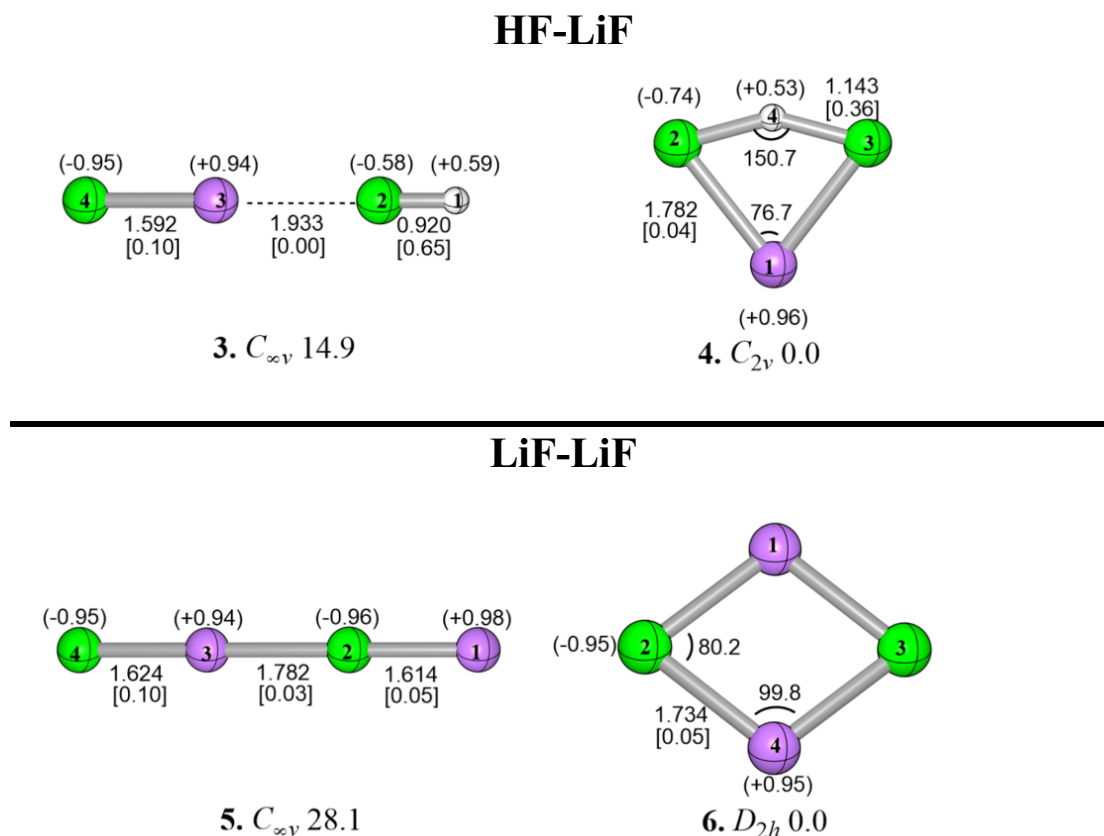 HF-LiF
(-0.95) (+0.94) (-0.58) (+0.59)
4 3 2 1
1.592 1.933 0.920
[0.10] [0.00] [0.65]
3. C∞v 14.9
(-0.74) (+0.53) 1.143
[0.36]
2 4 3
150.7
1.782 76.7
[0.04]
1
(+0.96)
4. C2v 0.0
LiF-LiF
(-0.95) (+0.94) (-0.96) (+0.98)
4 3 2 1
1.624 1.782 1.614
[0.10] [0.03] [0.05]
5. C∞v 28.1
1
(-0.95) 2 80.2 3
99.8
1.734
[0.05]
4
(+0.95)
6. D2h 0.0